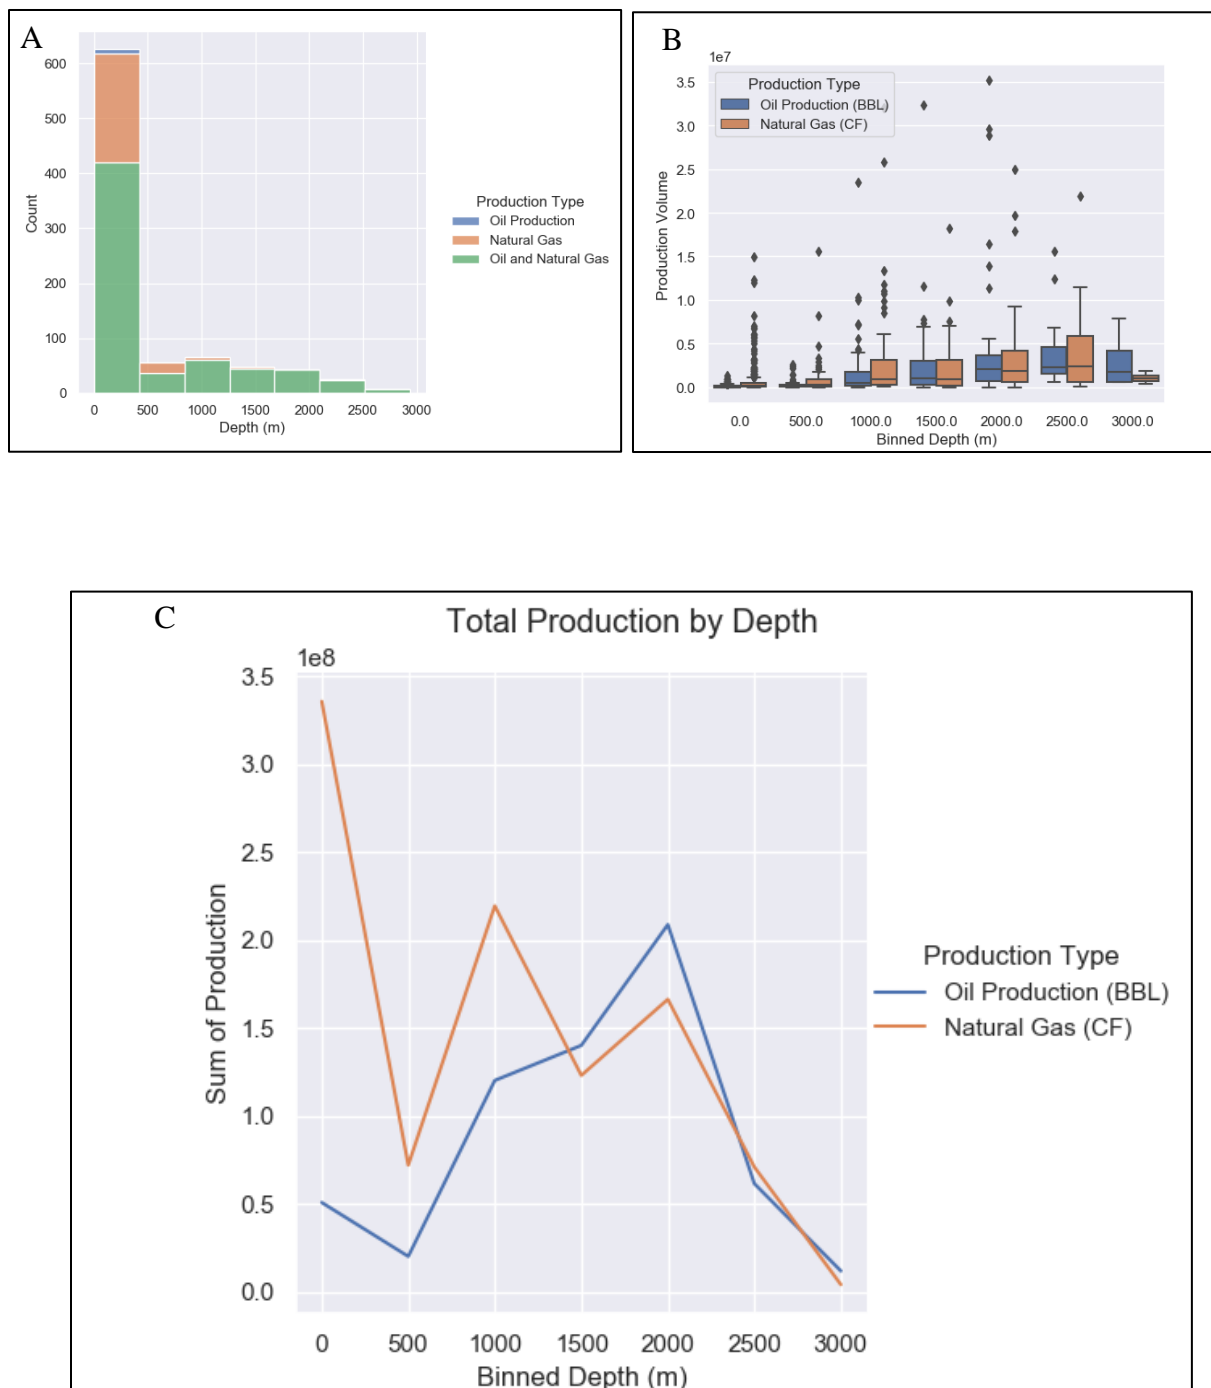 A
600
500
400
300
200
100
0
Count
0 500 1000 1500 2000 2500 3000
Depth (m)
Production Type
Oil Production
Natural Gas
Oil and Natural Gas
B
1e7
3.5
3.0
2.5
2.0
1.5
1.0
0.5
0.0
Production Volume
Production Type
Oil Production (BBL)
Natural Gas (CF)
0.0 500.0 1000.0 1500.0 2000.0 2500.0 3000.0
Binned Depth (m)
C
Total Production by Depth
1e8
3.5
3.0
2.5
2.0
1.5
1.0
0.5
0.0
Sum of Production
0 500 1000 1500 2000 2500 3000
Binned Depth (m)
Production Type
Oil Production (BBL)
Natural Gas (CF)